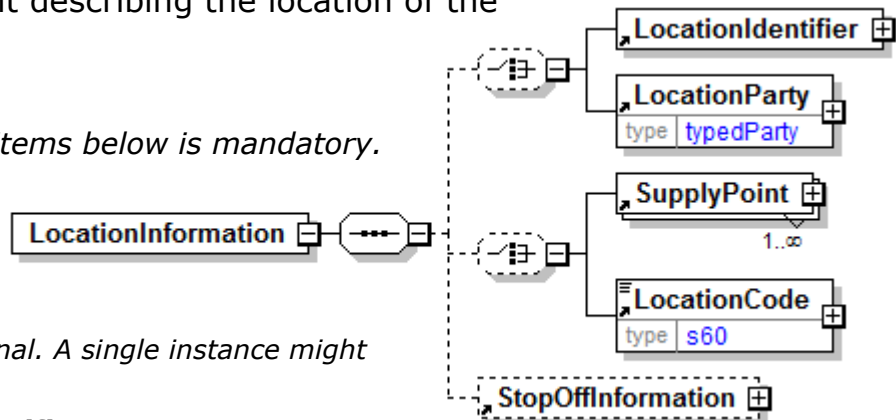 t describing the location of the
LocationIdentifier
LocationParty
type typedParty
tems below is mandatory.
SupplyPoint
1..∞
LocationInformation
LocationCode
type s60
nal. A single instance might
StopOffInformation